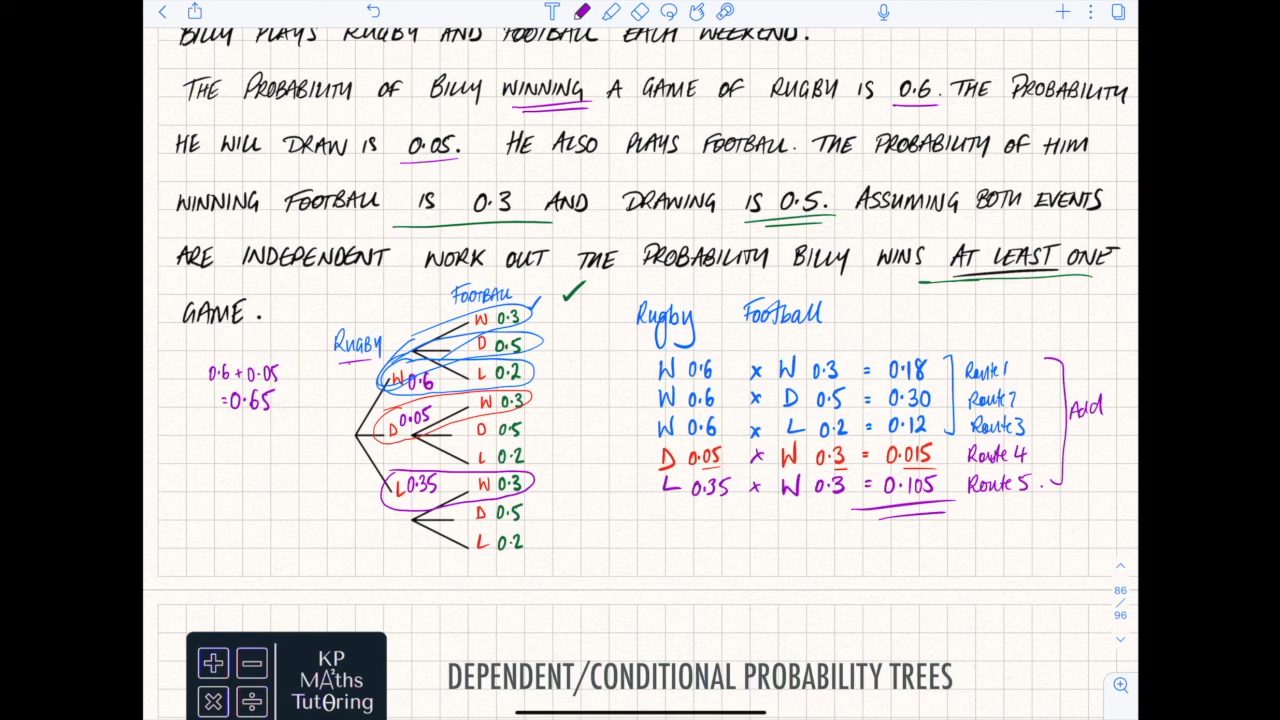 BILLY PLAYS RUGBY AND FOOTBALL EACH WEEKEND.
THE PROBABILITY OF BILLY WINNING A GAME OF RUGBY IS 0.6. THE PROBABILITY
HE WILL DRAW IS 0.05. HE ALSO PLAYS FOOTBALL. THE PROBABILITY OF HIM
WINNING FOOTBALL IS 0.3 AND DRAWING IS 0.5. ASSUMING BOTH EVENTS
ARE INDEPENDENT WORK OUT THE PROBABILITY BILLY WINS AT LEAST ONE
GAME.
RUGBY
FOOTBALL
0.6 + 0.05
= 0.65
W 0.6
W 0.3
D 0.5
L 0.2
D 0.05
W 0.3
D 0.5
L 0.2
L 0.35
W 0.3
D 0.5
L 0.2
Rugby Football
W 0.6 x W 0.3 = 0.18 Route 1
W 0.6 x D 0.5 = 0.30 Route 2
W 0.6 x L 0.2 = 0.12 Route 3
D 0.05 x W 0.3 = 0.015 Route 4
L 0.35 x W 0.3 = 0.105 Route 5.
Add
86
/
96
KP
MAths
TutOring
DEPENDENT/CONDITIONAL PROBABILITY TREES